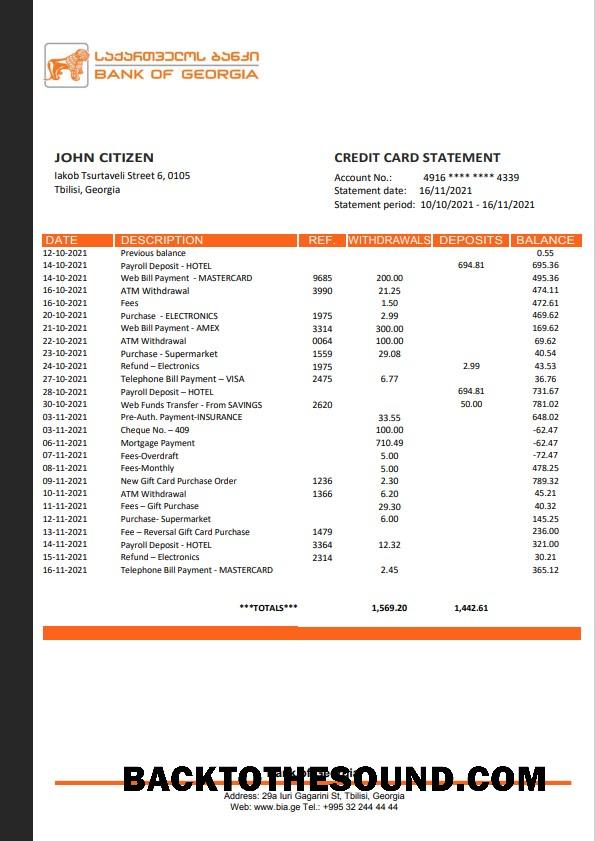 საქართველოს ბანკი
BANK OF GEORGIA
JOHN CITIZEN
Iakob Tsurtaveli Street 6, 0105
Tbilisi, Georgia
CREDIT CARD STATEMENT
Account No.: 4916 **** **** 4339
Statement date: 16/11/2021
Statement period: 10/10/2021 - 16/11/2021
DATE DESCRIPTION REF. WITHDRAWALS DEPOSITS BALANCE
12-10-2021 Previous balance 0.55
14-10-2021 Payroll Deposit - HOTEL 694.81 695.36
14-10-2021 Web Bill Payment - MASTERCARD 9685 200.00 495.36
16-10-2021 ATM Withdrawal 3990 21.25 474.11
16-10-2021 Fees 1.50 472.61
20-10-2021 Purchase - ELECTRONICS 1975 2.99 469.62
21-10-2021 Web Bill Payment - AMEX 3314 300.00 169.62
22-10-2021 ATM Withdrawal 0064 100.00 69.62
23-10-2021 Purchase - Supermarket 1559 29.08 40.54
24-10-2021 Refund – Electronics 1975 2.99 43.53
27-10-2021 Telephone Bill Payment – VISA 2475 6.77 36.76
28-10-2021 Payroll Deposit – HOTEL 694.81 731.67
30-10-2021 Web Funds Transfer - From SAVINGS 2620 50.00 781.02
03-11-2021 Pre-Auth. Payment-INSURANCE 33.55 648.02
03-11-2021 Cheque No. – 409 100.00 -62.47
06-11-2021 Mortgage Payment 710.49 -62.47
07-11-2021 Fees-Overdraft 5.00 -72.47
08-11-2021 Fees-Monthly 5.00 478.25
09-11-2021 New Gift Card Purchase Order 1236 2.30 789.32
10-11-2021 ATM Withdrawal 1366 6.20 45.21
11-11-2021 Fees – Gift Purchase 29.30 40.32
12-11-2021 Purchase- Supermarket 6.00 145.25
13-11-2021 Fee – Reversal Gift Card Purchase 1479 236.00
14-11-2021 Payroll Deposit - HOTEL 3364 12.32 321.00
15-11-2021 Refund – Electronics 2314 30.21
16-11-2021 Telephone Bill Payment - MASTERCARD 2.45 365.12
***TOTALS*** 1,569.20 1,442.61
Bank of Georgia
BACKTOTHESOUND.COM
Address: 29a Iuri Gagarini St, Tbilisi, Georgia
Web: www.bia.ge Tel.: +995 32 244 44 44